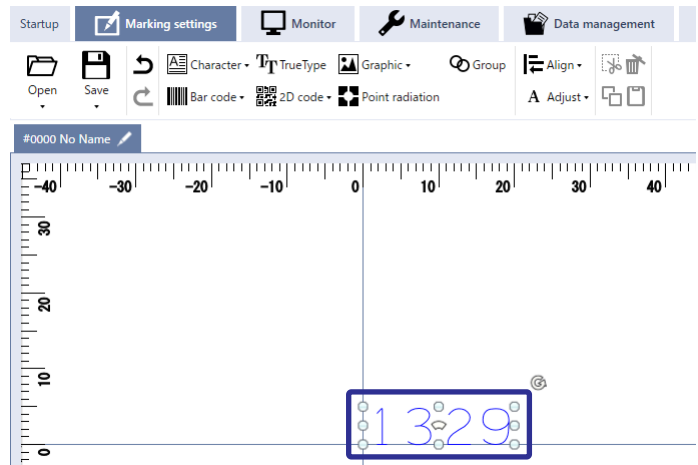 Startup Marking settings Monitor Maintenance Data management
Open Save Character TrueType Graphic Group Align
Bar code 2D code Point radiation A Adjust
#0000 No Name
-40 -30 -20 -10 0 10 20 30 40
30
20
10
0
1329